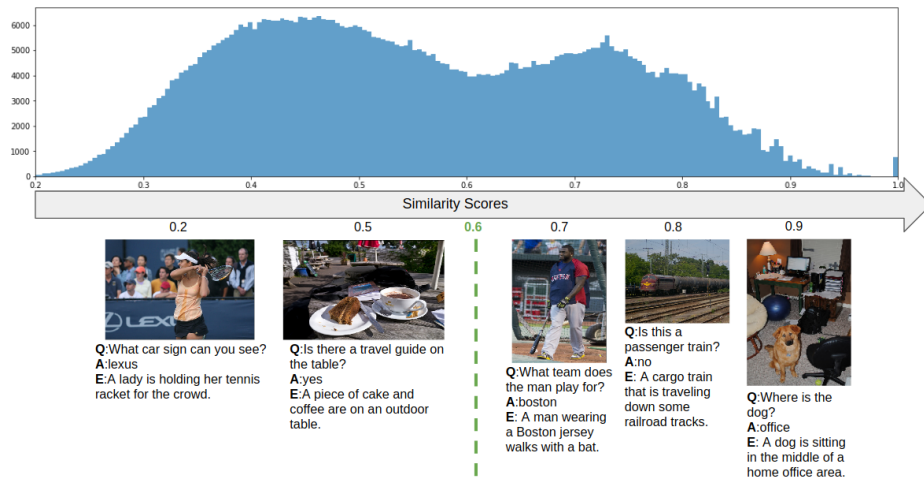 6000
5000
4000
3000
2000
1000
0
0.2 0.3 0.4 0.5 0.6 0.7 0.8 0.9 1.0
Similarity Scores
0.2 0.5 0.6 0.7 0.8 0.9
LEXU
Q:What car sign can you see?
A:lexus
E:A lady is holding her tennis
racket for the crowd.
Q:Is there a travel guide on
the table?
A:yes
E:A piece of cake and
coffee are on an outdoor
table.
Q:What team does
the man play for?
A:boston
E: A man wearing
a Boston jersey
walks with a bat.
Q:Is this a
passenger train?
A:no
E: A cargo train
that is traveling
down some
railroad tracks.
Q:Where is the
dog?
A:office
E: A dog is sitting
in the middle of a
home office area.